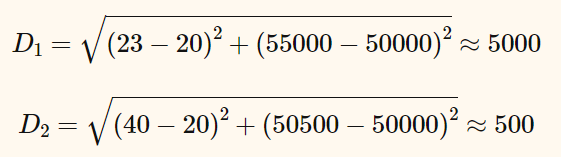 D₁ = √(23 − 20)² + (55000 − 50000)² ≈ 5000
D₂ = √(40 − 20)² + (50500 − 50000)² ≈ 500